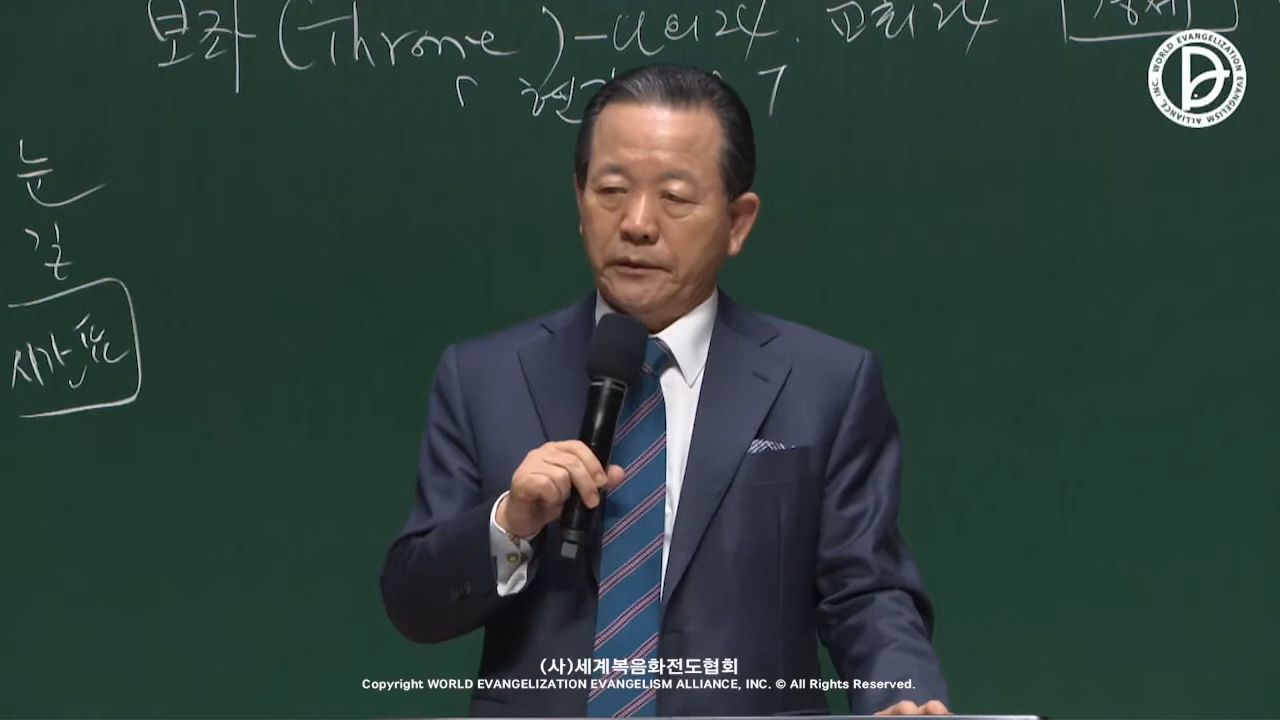 보좌 (Throne) - 나의 24. 교회 24
WORLD EVANGELIZATION EVANGELISM ALLIANCE, INC.
7
눈
길
시간표
(사)세계복음화전도협회
Copyright WORLD EVANGELIZATION EVANGELISM ALLIANCE, INC. © All Rights Reserved.